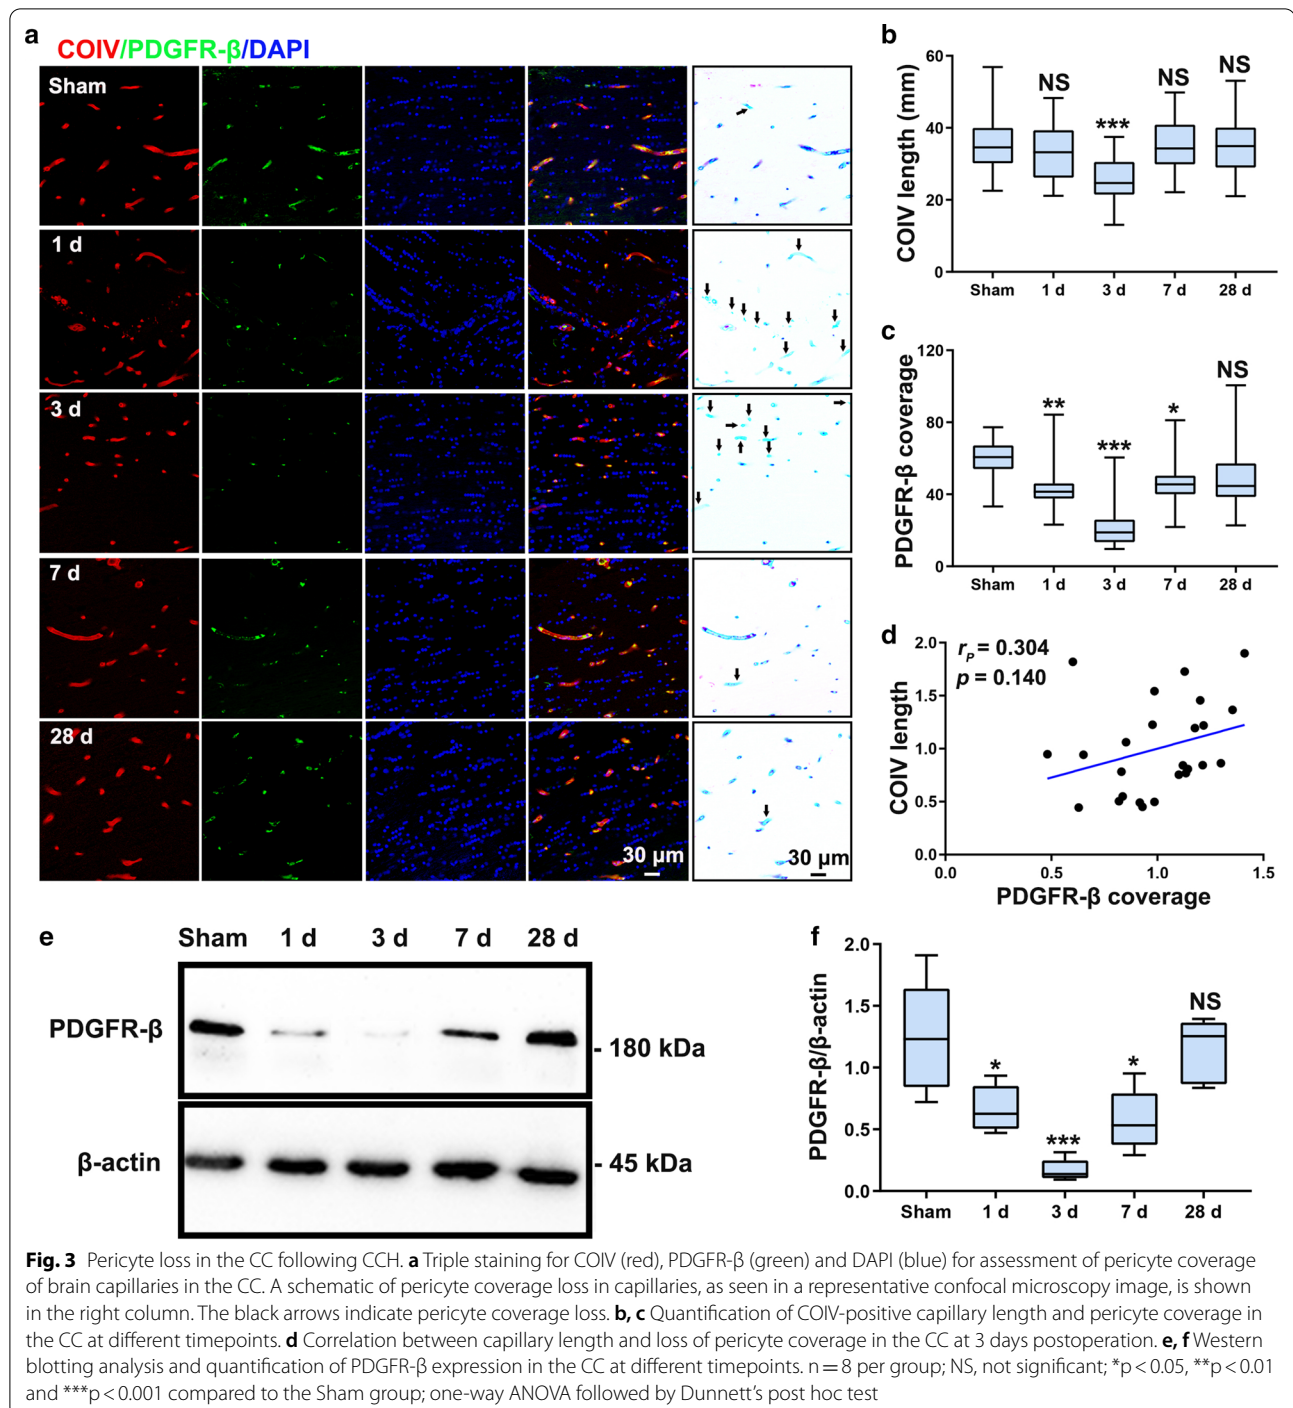 a
COIV/PDGFR-β/DAPI
Sham
1 d
3 d
7 d
28 d
30 μm
30 μm
b
COIV length (mm)
60
40
20
0
NS
***
NS
NS
Sham
1 d
3 d
7 d
28 d
c
PDGFR-β coverage
120
80
40
0
**
***
*
NS
Sham
1 d
3 d
7 d
28 d
d
COIV length
2.0
1.5
1.0
0.5
0.0
rP = 0.304
p = 0.140
0.0
0.5
1.0
1.5
PDGFR-β coverage
e
Sham 1 d 3 d 7 d 28 d
PDGFR-β
- 180 kDa
β-actin
- 45 kDa
f
PDGFR-β/β-actin
2.0
1.5
1.0
0.5
0.0
*
***
*
NS
Sham
1 d
3 d
7 d
28 d
Fig. 3 Pericyte loss in the CC following CCH. a Triple staining for COIV (red), PDGFR-β (green) and DAPI (blue) for assessment of pericyte coverage
of brain capillaries in the CC. A schematic of pericyte coverage loss in capillaries, as seen in a representative confocal microscopy image, is shown
in the right column. The black arrows indicate pericyte coverage loss. b, c Quantification of COIV-positive capillary length and pericyte coverage in
the CC at different timepoints. d Correlation between capillary length and loss of pericyte coverage in the CC at 3 days postoperation. e, f Western
blotting analysis and quantification of PDGFR-β expression in the CC at different timepoints. n = 8 per group; NS, not significant; *p < 0.05, **p < 0.01
and ***p < 0.001 compared to the Sham group; one-way ANOVA followed by Dunnett's post hoc test